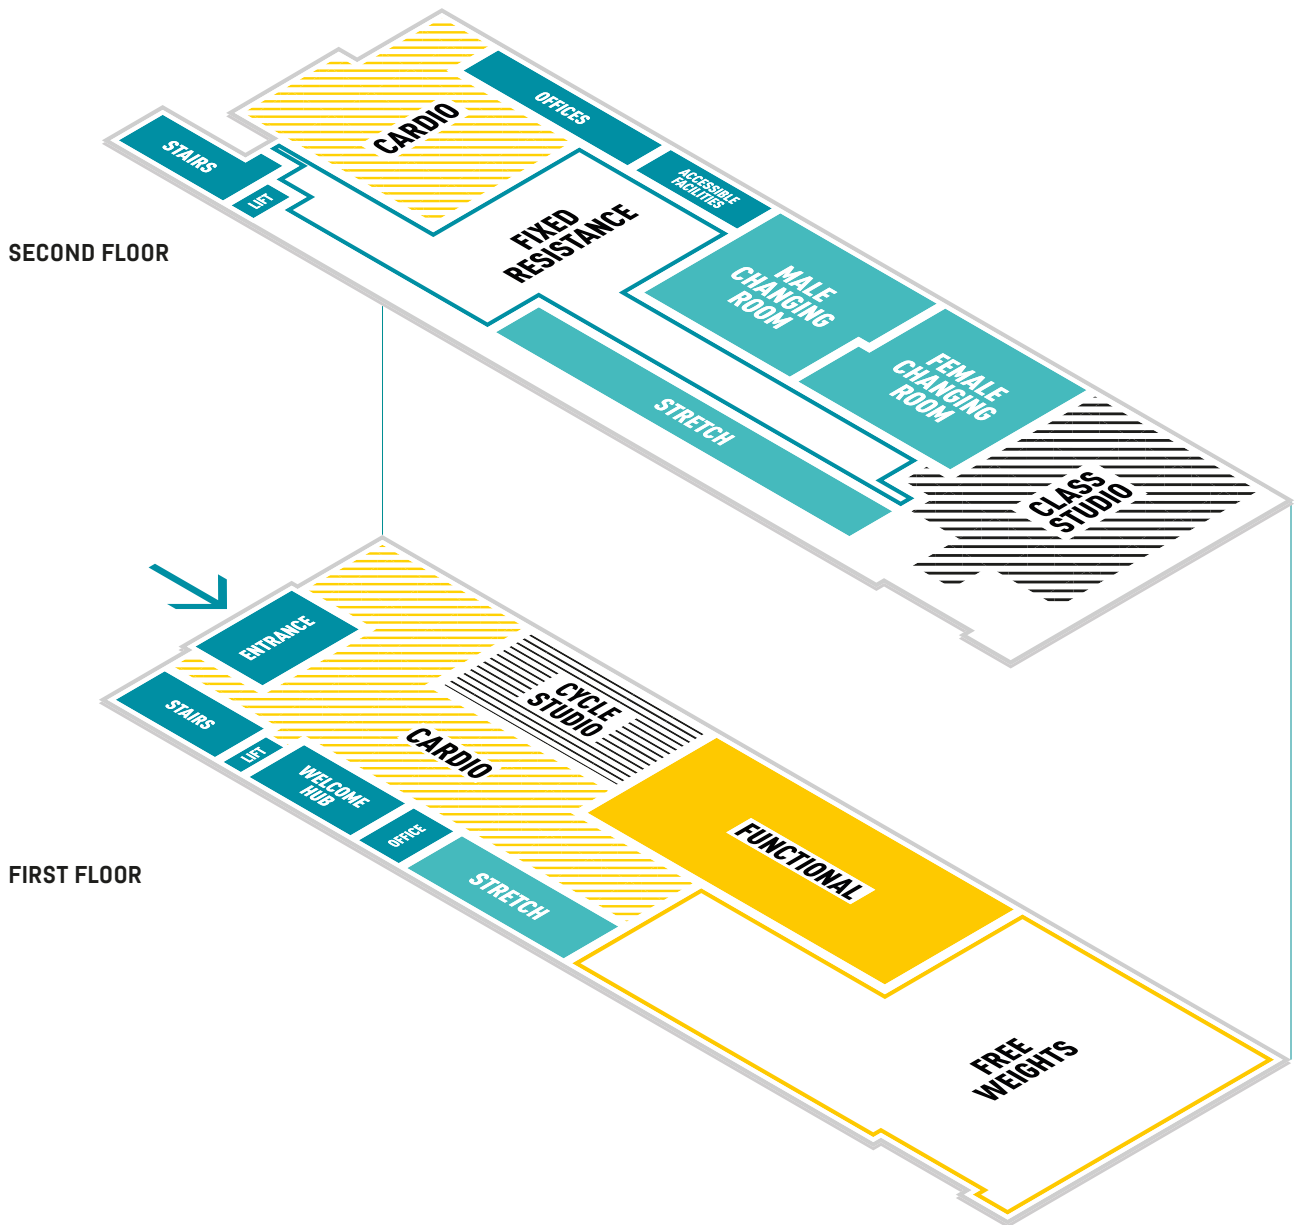 OFFICES
CARDIO
STAIRS
LIFT
ACCESSIBLE
FACILITIES
FIXED
RESISTANCE
SECOND FLOOR
MALE
CHANGING
ROOM
FEMALE
CHANGING
ROOM
STRETCH
CLASS
STUDIO
ENTRANCE
STAIRS
LIFT
CYCLE
STUDIO
CARDIO
WELCOME
HUB
OFFICE
FUNCTIONAL
FIRST FLOOR
STRETCH
FREE
WEIGHTS